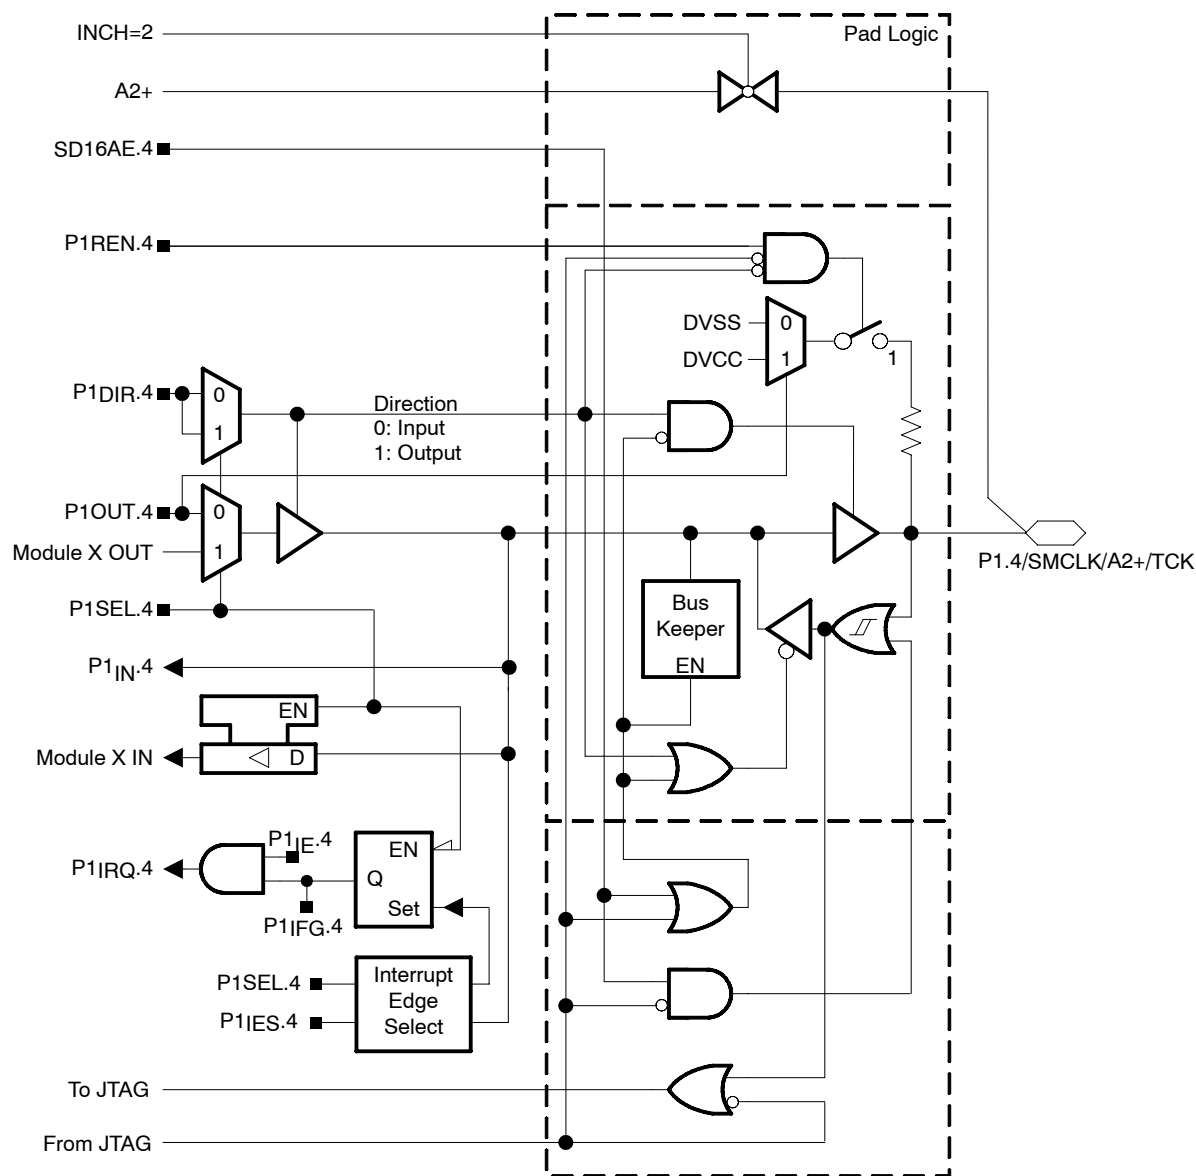 INCH=2
Pad Logic
A2+
SD16AE.4
P1REN.4
DVSS
0
DVCC
1
1
P1DIR.4
0
1
Direction
0: Input
1: Output
P1OUT.4
0
Module X OUT
1
P1.4/SMCLK/A2+/TCK
P1SEL.4
Bus
Keeper
EN
P1IN.4
EN
Module X IN
D
P1IE.4
EN
P1IRQ.4
Q
Set
P1IFG.4
P1SEL.4
Interrupt
Edge
Select
P1IES.4
To JTAG
From JTAG